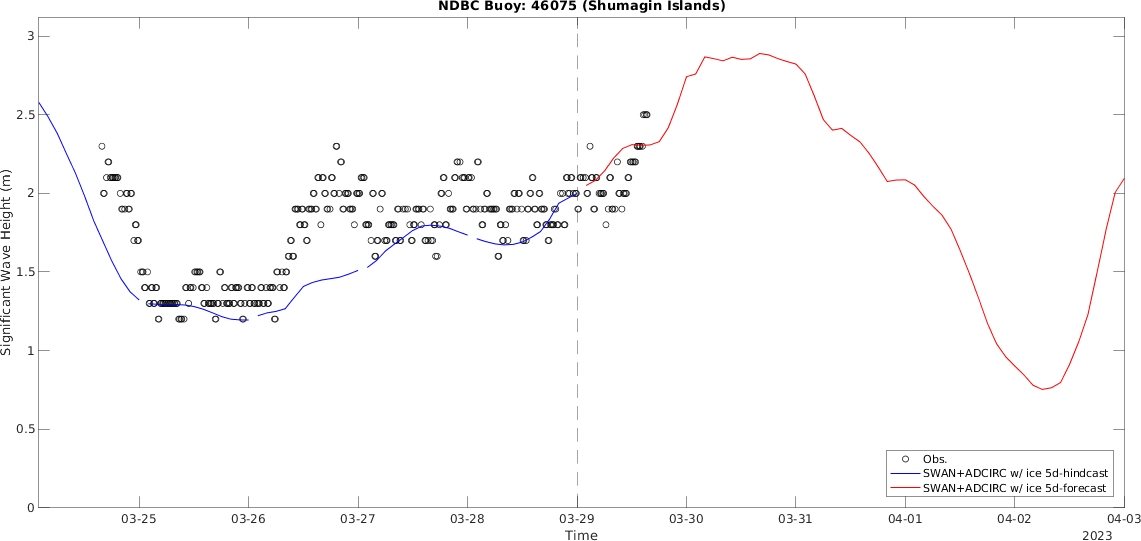 NDBC Buoy: 46075 (Shumagin Islands)
3
2.5
2
1.5
1
0.5
0
Significant Wave Height (m)
Obs.
SWAN+ADCIRC w/ ice 5d-hindcast
SWAN+ADCIRC w/ ice 5d-forecast
03-25 03-26 03-27 03-28 03-29 03-30 03-31 04-01 04-02 04-03
Time
2023